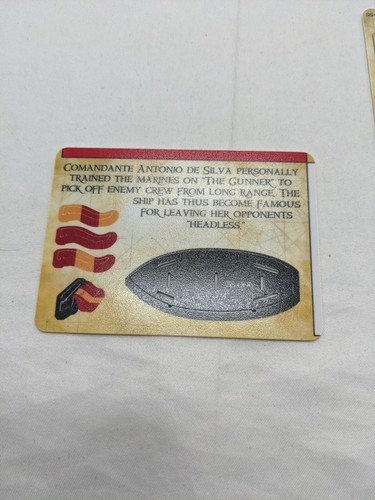 Comandante Antonio de Silva personally
trained the marines on "The Gunner" to
pick off enemy crew from long range. The
ship has thus become famous
for leaving her opponents
"headless."